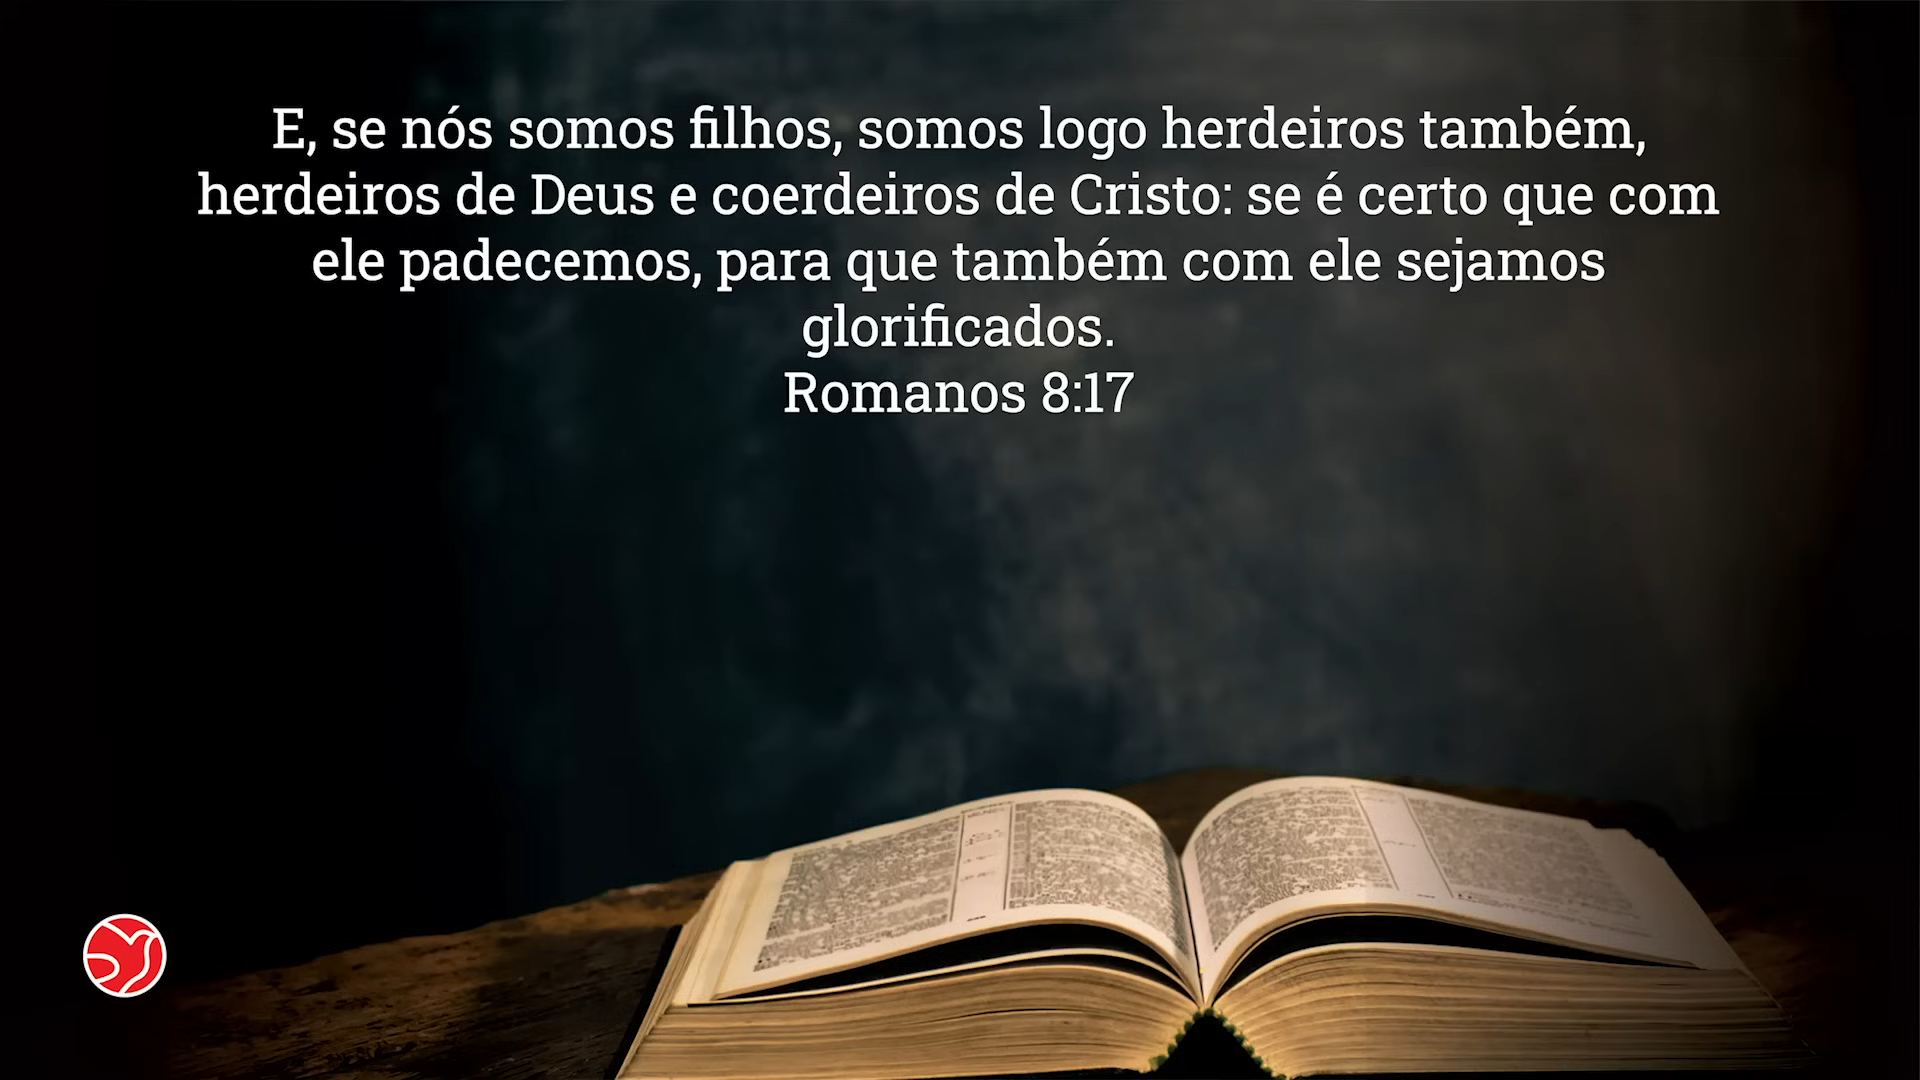 E, se nós somos filhos, somos logo herdeiros também,
herdeiros de Deus e coerdeiros de Cristo: se é certo que com
ele padecemos, para que também com ele sejamos
glorificados.
Romanos 8:17